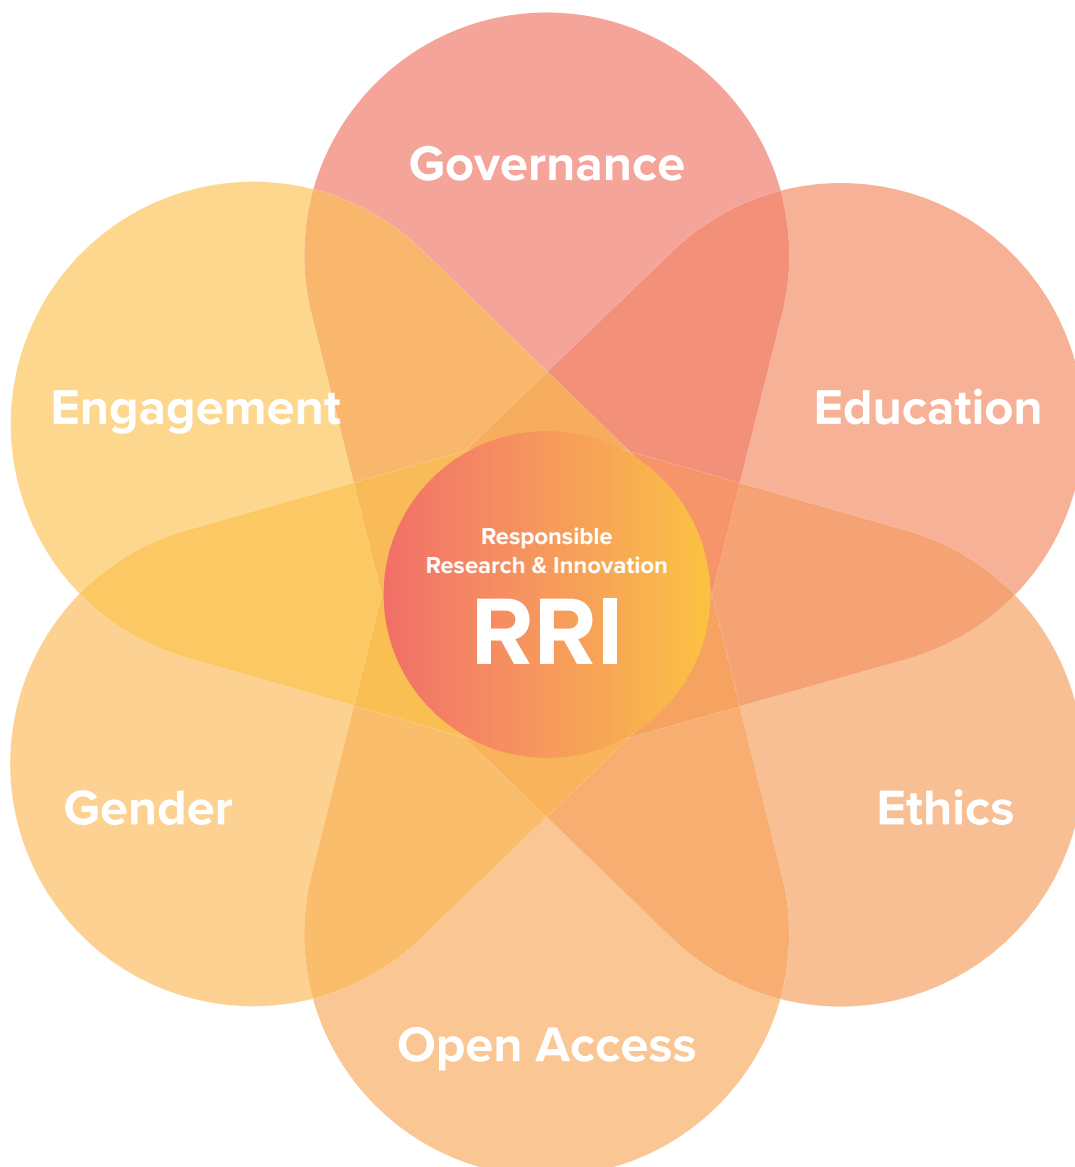 Governance
Engagement
Education
Responsible
Research & Innovation
RRI
Gender
Ethics
Open Access